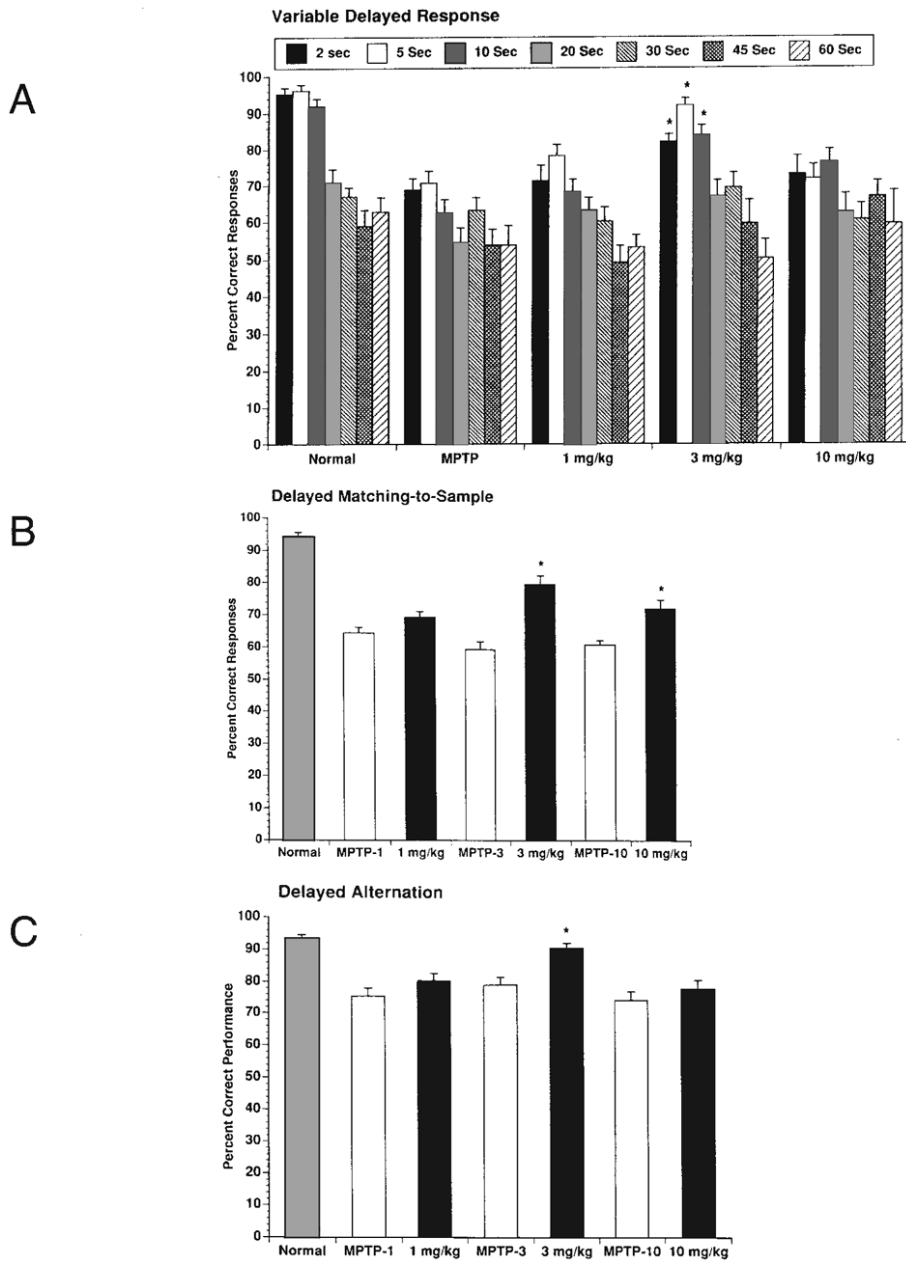 Variable Delayed Response
2 sec 5 Sec 10 Sec 20 Sec 30 Sec 45 Sec 60 Sec
A
Percent Correct Responses
100
90
80
70
60
50
40
30
20
10
0
* * *
Normal MPTP 1 mg/kg 3 mg/kg 10 mg/kg
Delayed Matching-to-Sample
B
Percent Correct Responses
100
90
80
70
60
50
40
30
20
10
0
* *
Normal MPTP-1 1 mg/kg MPTP-3 3 mg/kg MPTP-10 10 mg/kg
Delayed Alternation
C
Percent Correct Performance
100
90
80
70
60
50
40
30
20
10
0
*
Normal MPTP-1 1 mg/kg MPTP-3 3 mg/kg MPTP-10 10 mg/kg